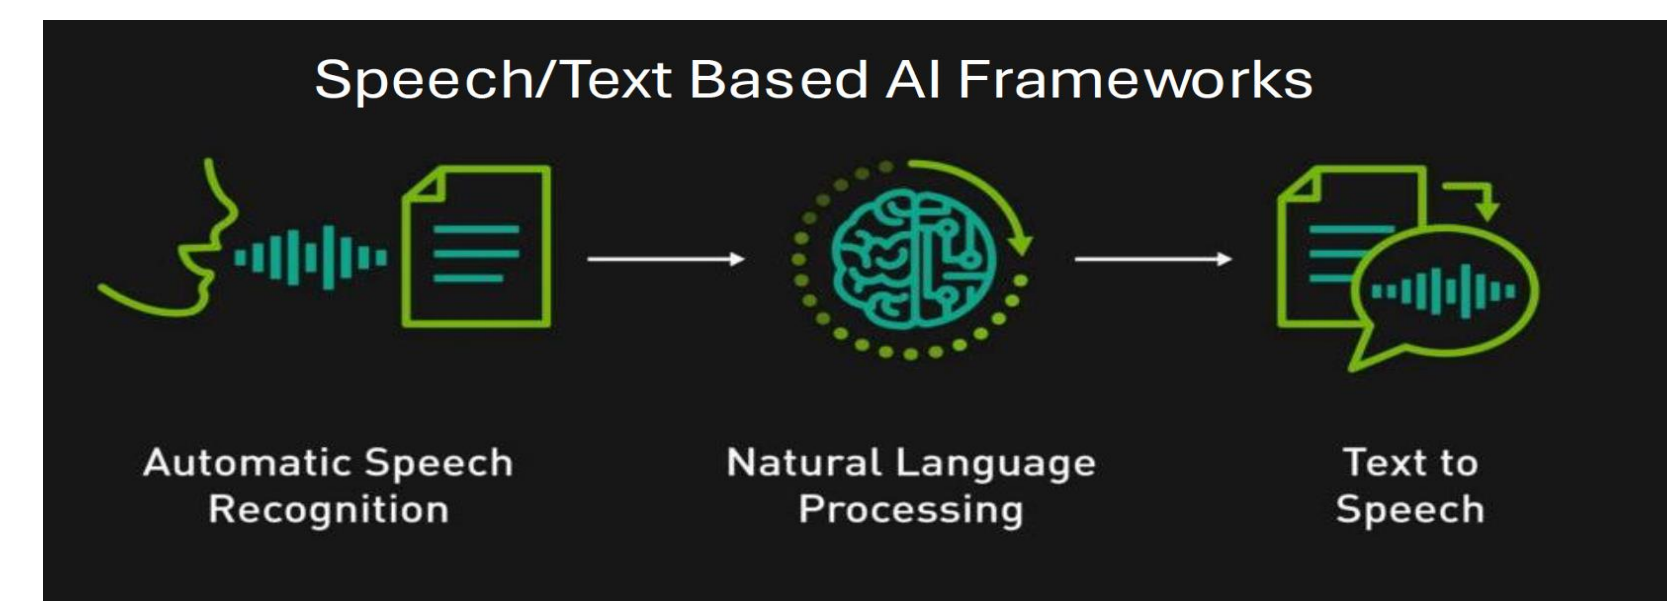 Speech/Text Based AI Frameworks
Automatic Speech
Recognition
Natural Language
Processing
Text to
Speech